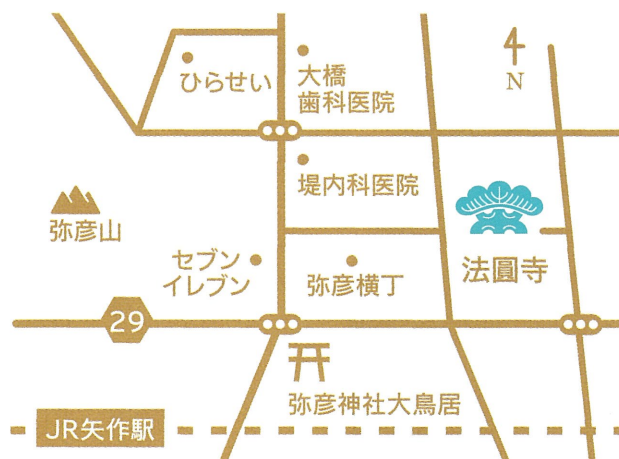 ひらせい
大橋
歯科医院
N
堤内科医院
弥彦山
セブン
イレブン
弥彦横丁
法圓寺
29
弥彦神社大鳥居
JR矢作駅